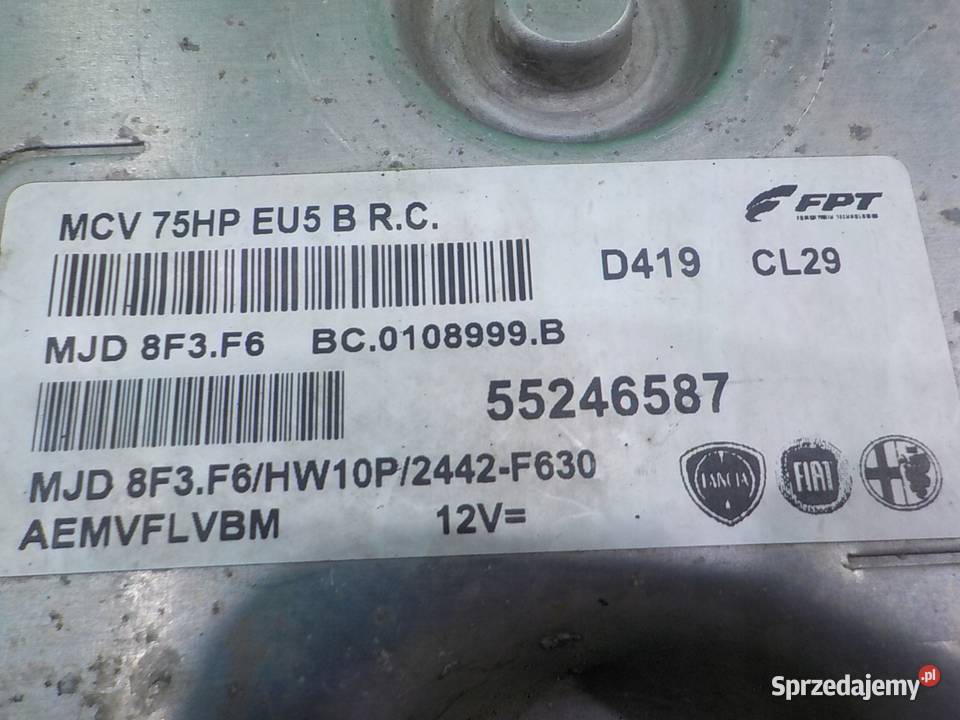 MCV 75HP EU5 B R.C.
FPT
D419 CL29
MJD 8F3.F6 BC.0108999.B
55246587
MJD 8F3.F6/HW10P/2442-F630
LANCIA FIAT
AEMVFLVBM 12V=
Sprzedajemy.pl